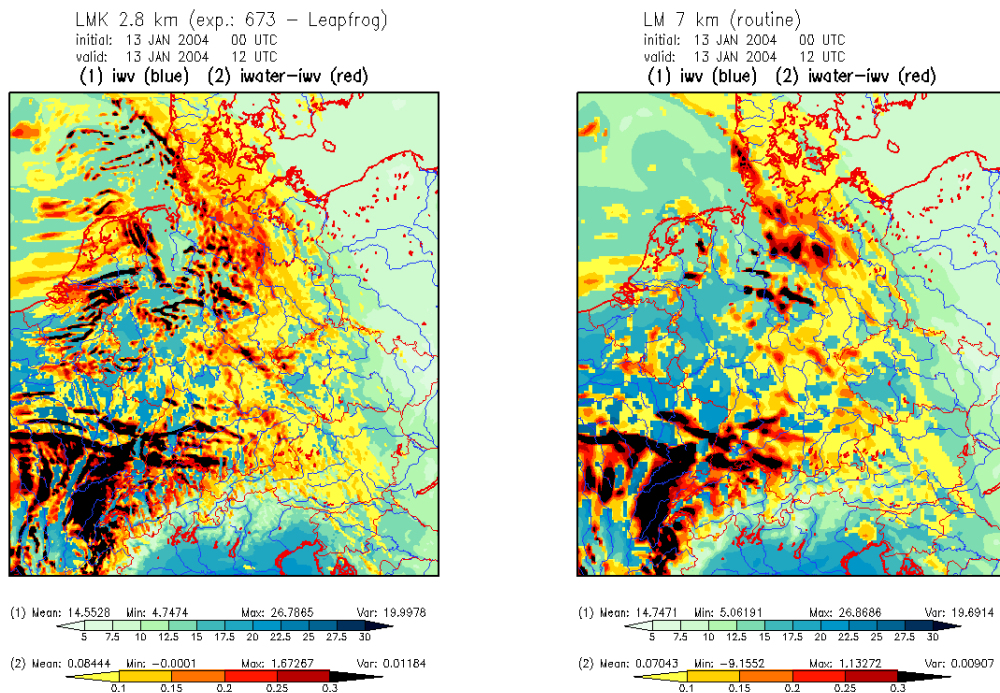 LMK 2.8 km (exp.: 673 – Leapfrog)
initial: 13 JAN 2004 00 UTC
valid: 13 JAN 2004 12 UTC
(1) iwv (blue) (2) iwater-iwv (red)
(1) Mean: 14.5528 Min: 4.7474 Max: 26.7865 Var: 19.9978
5 7.5 10 12.5 15 17.5 20 22.5 25 27.5 30
(2) Mean: 0.08444 Min: -0.0001 Max: 1.67267 Var: 0.01184
0.1 0.15 0.2 0.25 0.3
LM 7 km (routine)
initial: 13 JAN 2004 00 UTC
valid: 13 JAN 2004 12 UTC
(1) iwv (blue) (2) iwater-iwv (red)
(1) Mean: 14.7471 Min: 5.06191 Max: 26.8686 Var: 19.6914
5 7.5 10 12.5 15 17.5 20 22.5 25 27.5 30
(2) Mean: 0.07043 Min: -9.1552 Max: 1.13272 Var: 0.00907
0.1 0.15 0.2 0.25 0.3